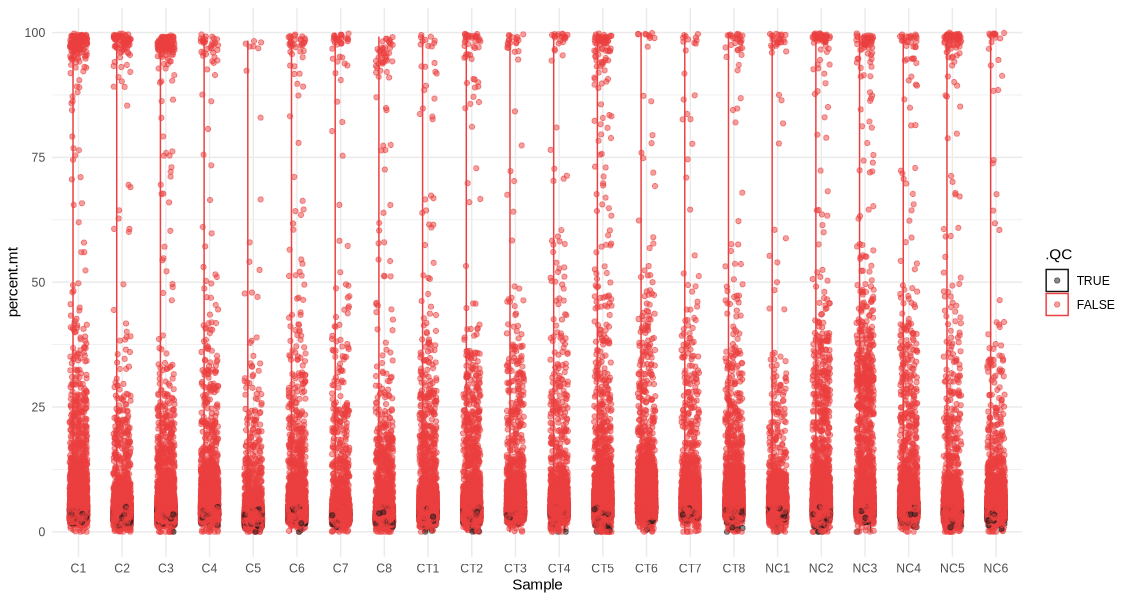 percent.mt
100
75
50
25
0
C1 C2 C3 C4 C5 C6 C7 C8 CT1 CT2 CT3 CT4 CT5 CT6 CT7 CT8 NC1 NC2 NC3 NC4 NC5 NC6
Sample
.QC
TRUE
FALSE